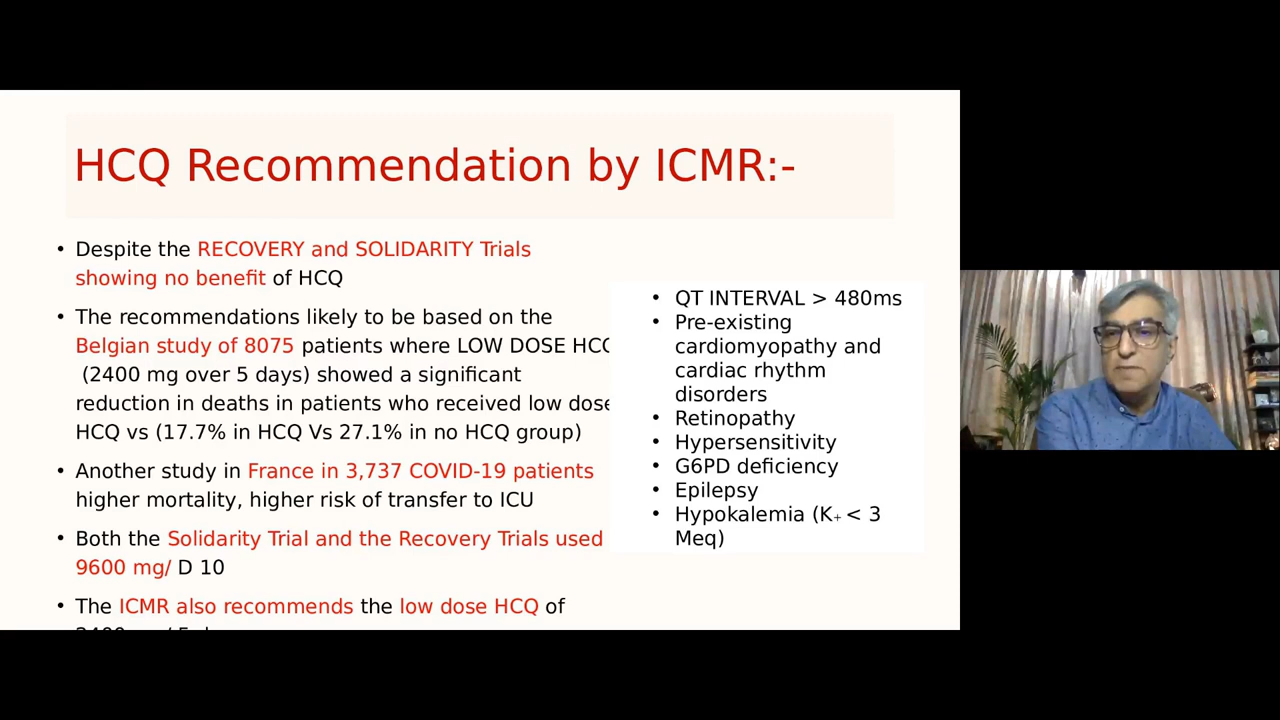 HCQ Recommendation by ICMR:-
• Despite the RECOVERY and SOLIDARITY Trials
showing no benefit of HCQ
• The recommendations likely to be based on the
Belgian study of 8075 patients where LOW DOSE HCQ
(2400 mg over 5 days) showed a significant
reduction in deaths in patients who received low dose
HCQ vs (17.7% in HCQ Vs 27.1% in no HCQ group)
• Another study in France in 3,737 COVID-19 patients
higher mortality, higher risk of transfer to ICU
• Both the Solidarity Trial and the Recovery Trials used
9600 mg/ D 10
• The ICMR also recommends the low dose HCQ of
• QT INTERVAL > 480ms
• Pre-existing
cardiomyopathy and
cardiac rhythm
disorders
• Retinopathy
• Hypersensitivity
• G6PD deficiency
• Epilepsy
• Hypokalemia (K+ < 3
Meq)